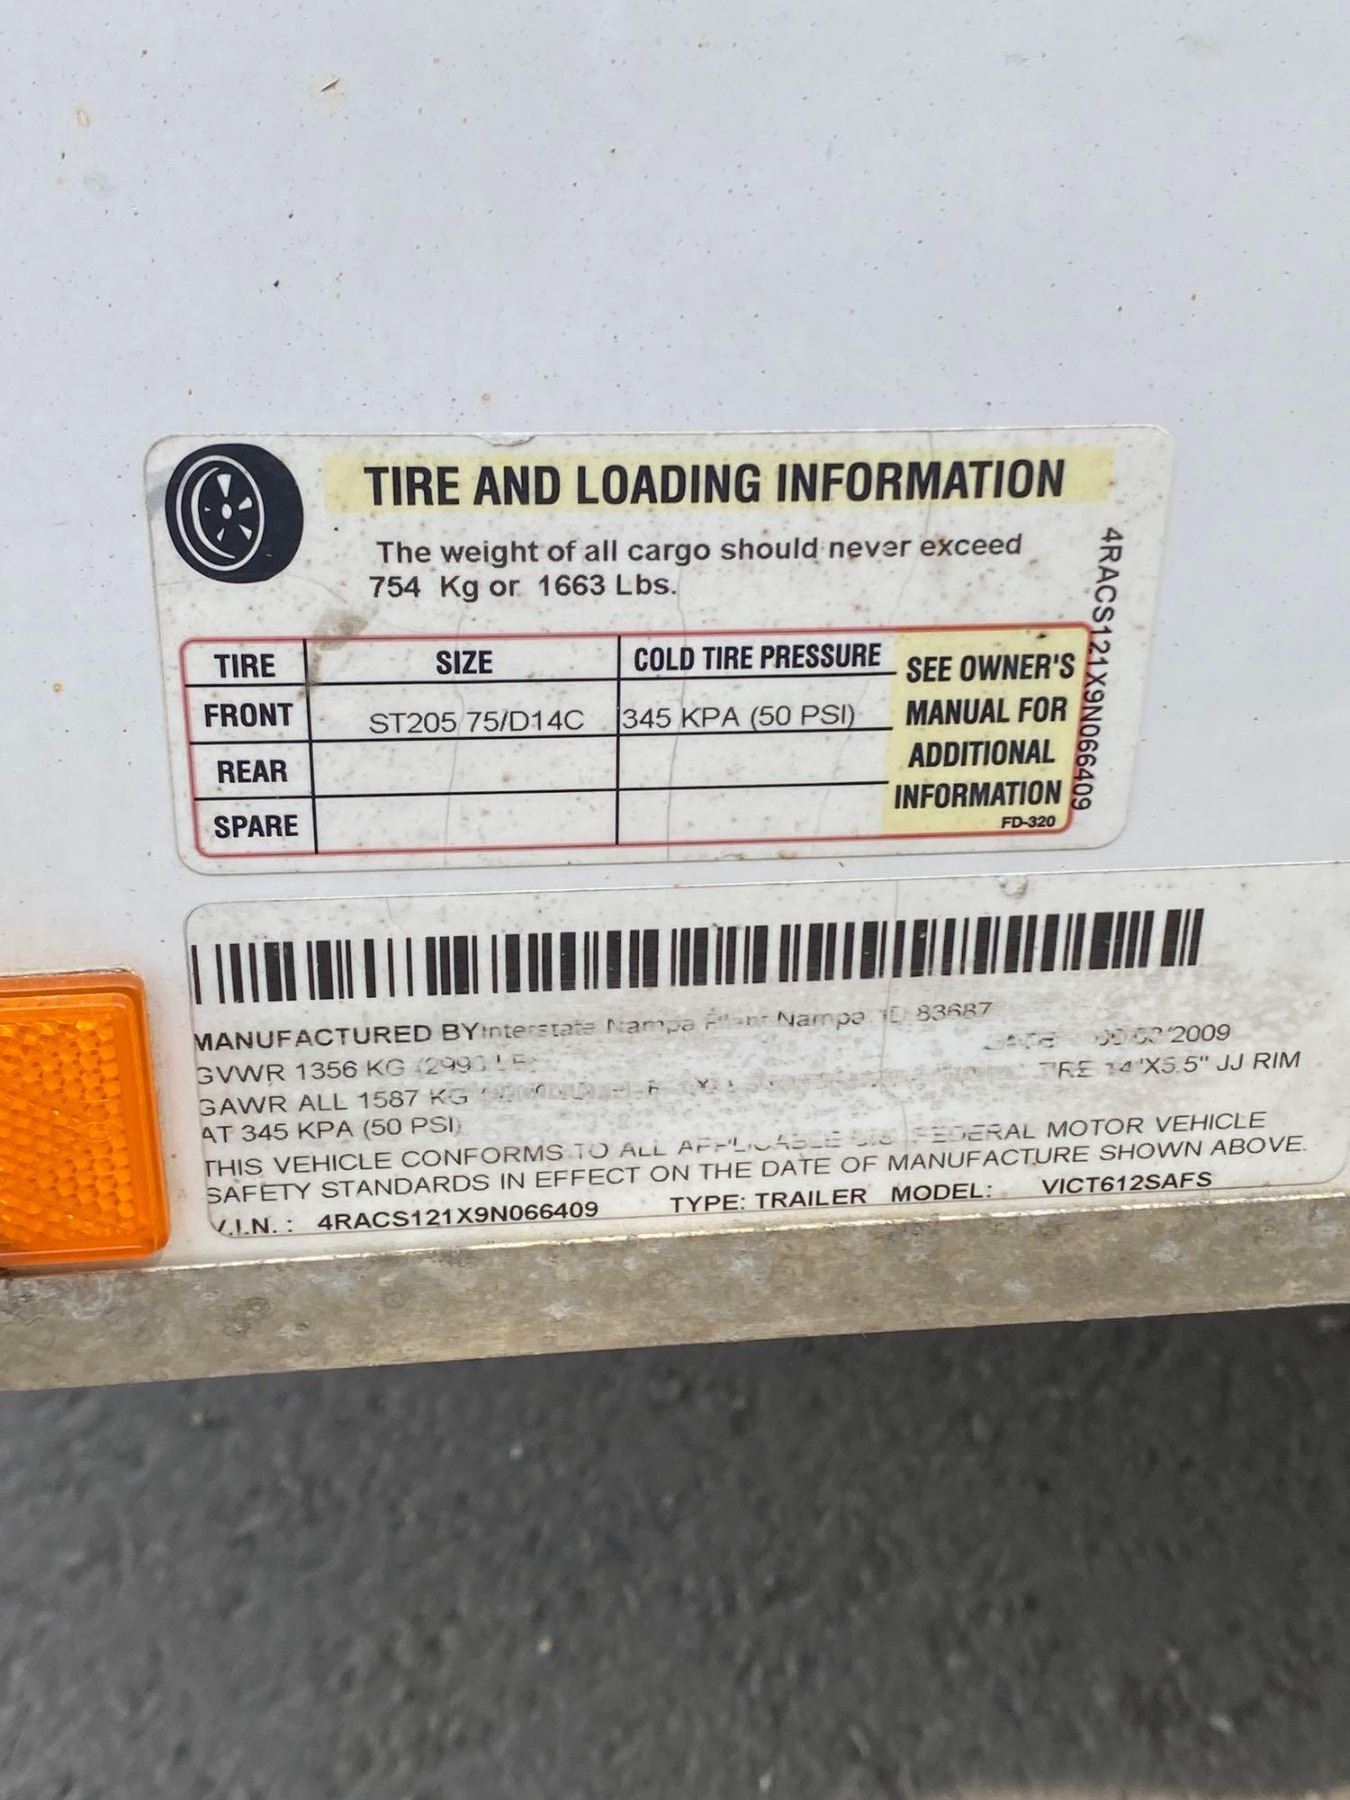 TIRE AND LOADING INFORMATION
The weight of all cargo should never exceed
754 Kg or 1663 Lbs.
TIRE SIZE COLD TIRE PRESSURE
FRONT ST205 75/D14C 345 KPA (50 PSI)
REAR
SPARE
SEE OWNER'S
MANUAL FOR
ADDITIONAL
INFORMATION
FD-320
4RACS121X9N066409
MANUFACTURED BY Interstate Nampa Plant Nampa ID 83687
DATE 2009
GVWR 1356 KG
TIRE 14"X5.5" JJ RIM
GAWR ALL 1587 KG
AT 345 KPA (50 PSI)
THIS VEHICLE CONFORMS TO ALL APPLICABLE FEDERAL MOTOR VEHICLE
SAFETY STANDARDS IN EFFECT ON THE DATE OF MANUFACTURE SHOWN ABOVE.
V.I.N. : 4RACS121X9N066409 TYPE: TRAILER MODEL: VICT612SAFS